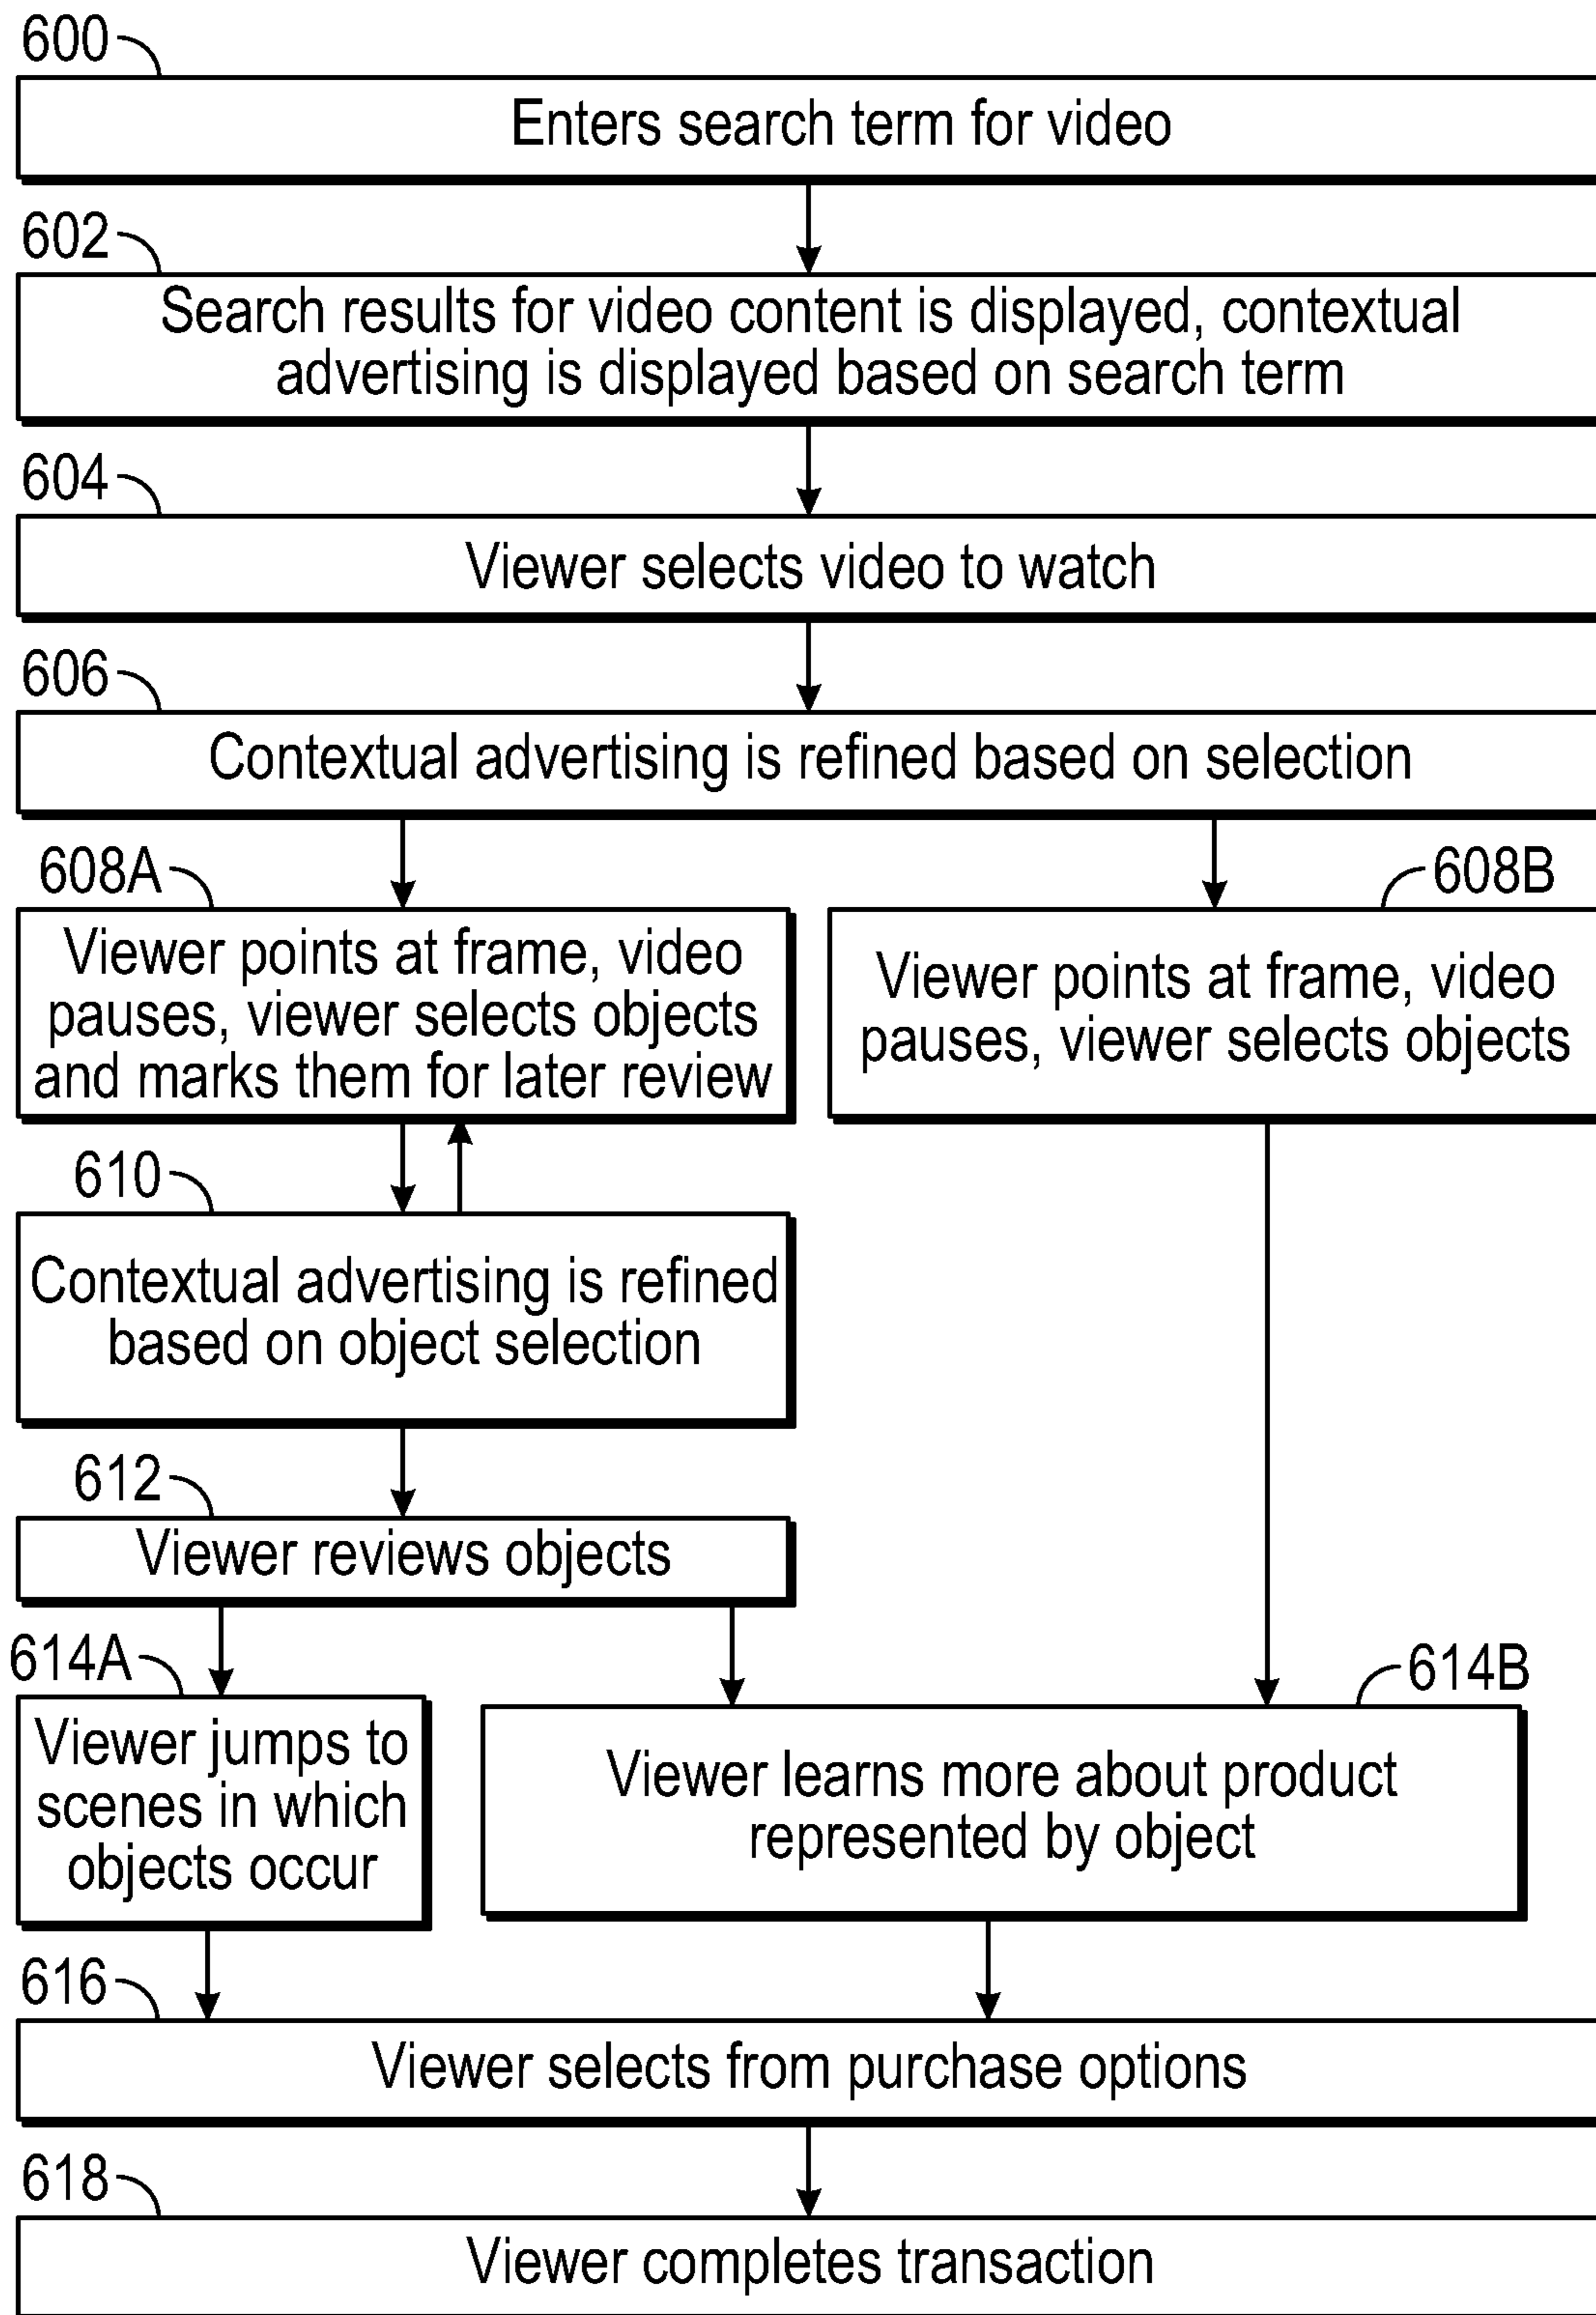 600
Enters search term for video
602
Search results for video content is displayed, contextual
advertising is displayed based on search term
604
Viewer selects video to watch
606
Contextual advertising is refined based on selection
608A
Viewer points at frame, video
pauses, viewer selects objects
and marks them for later review
608B
Viewer points at frame, video
pauses, viewer selects objects
610
Contextual advertising is refined
based on object selection
612
Viewer reviews objects
614A
Viewer jumps to
scenes in which
objects occur
614B
Viewer learns more about product
represented by object
616
Viewer selects from purchase options
618
Viewer completes transaction